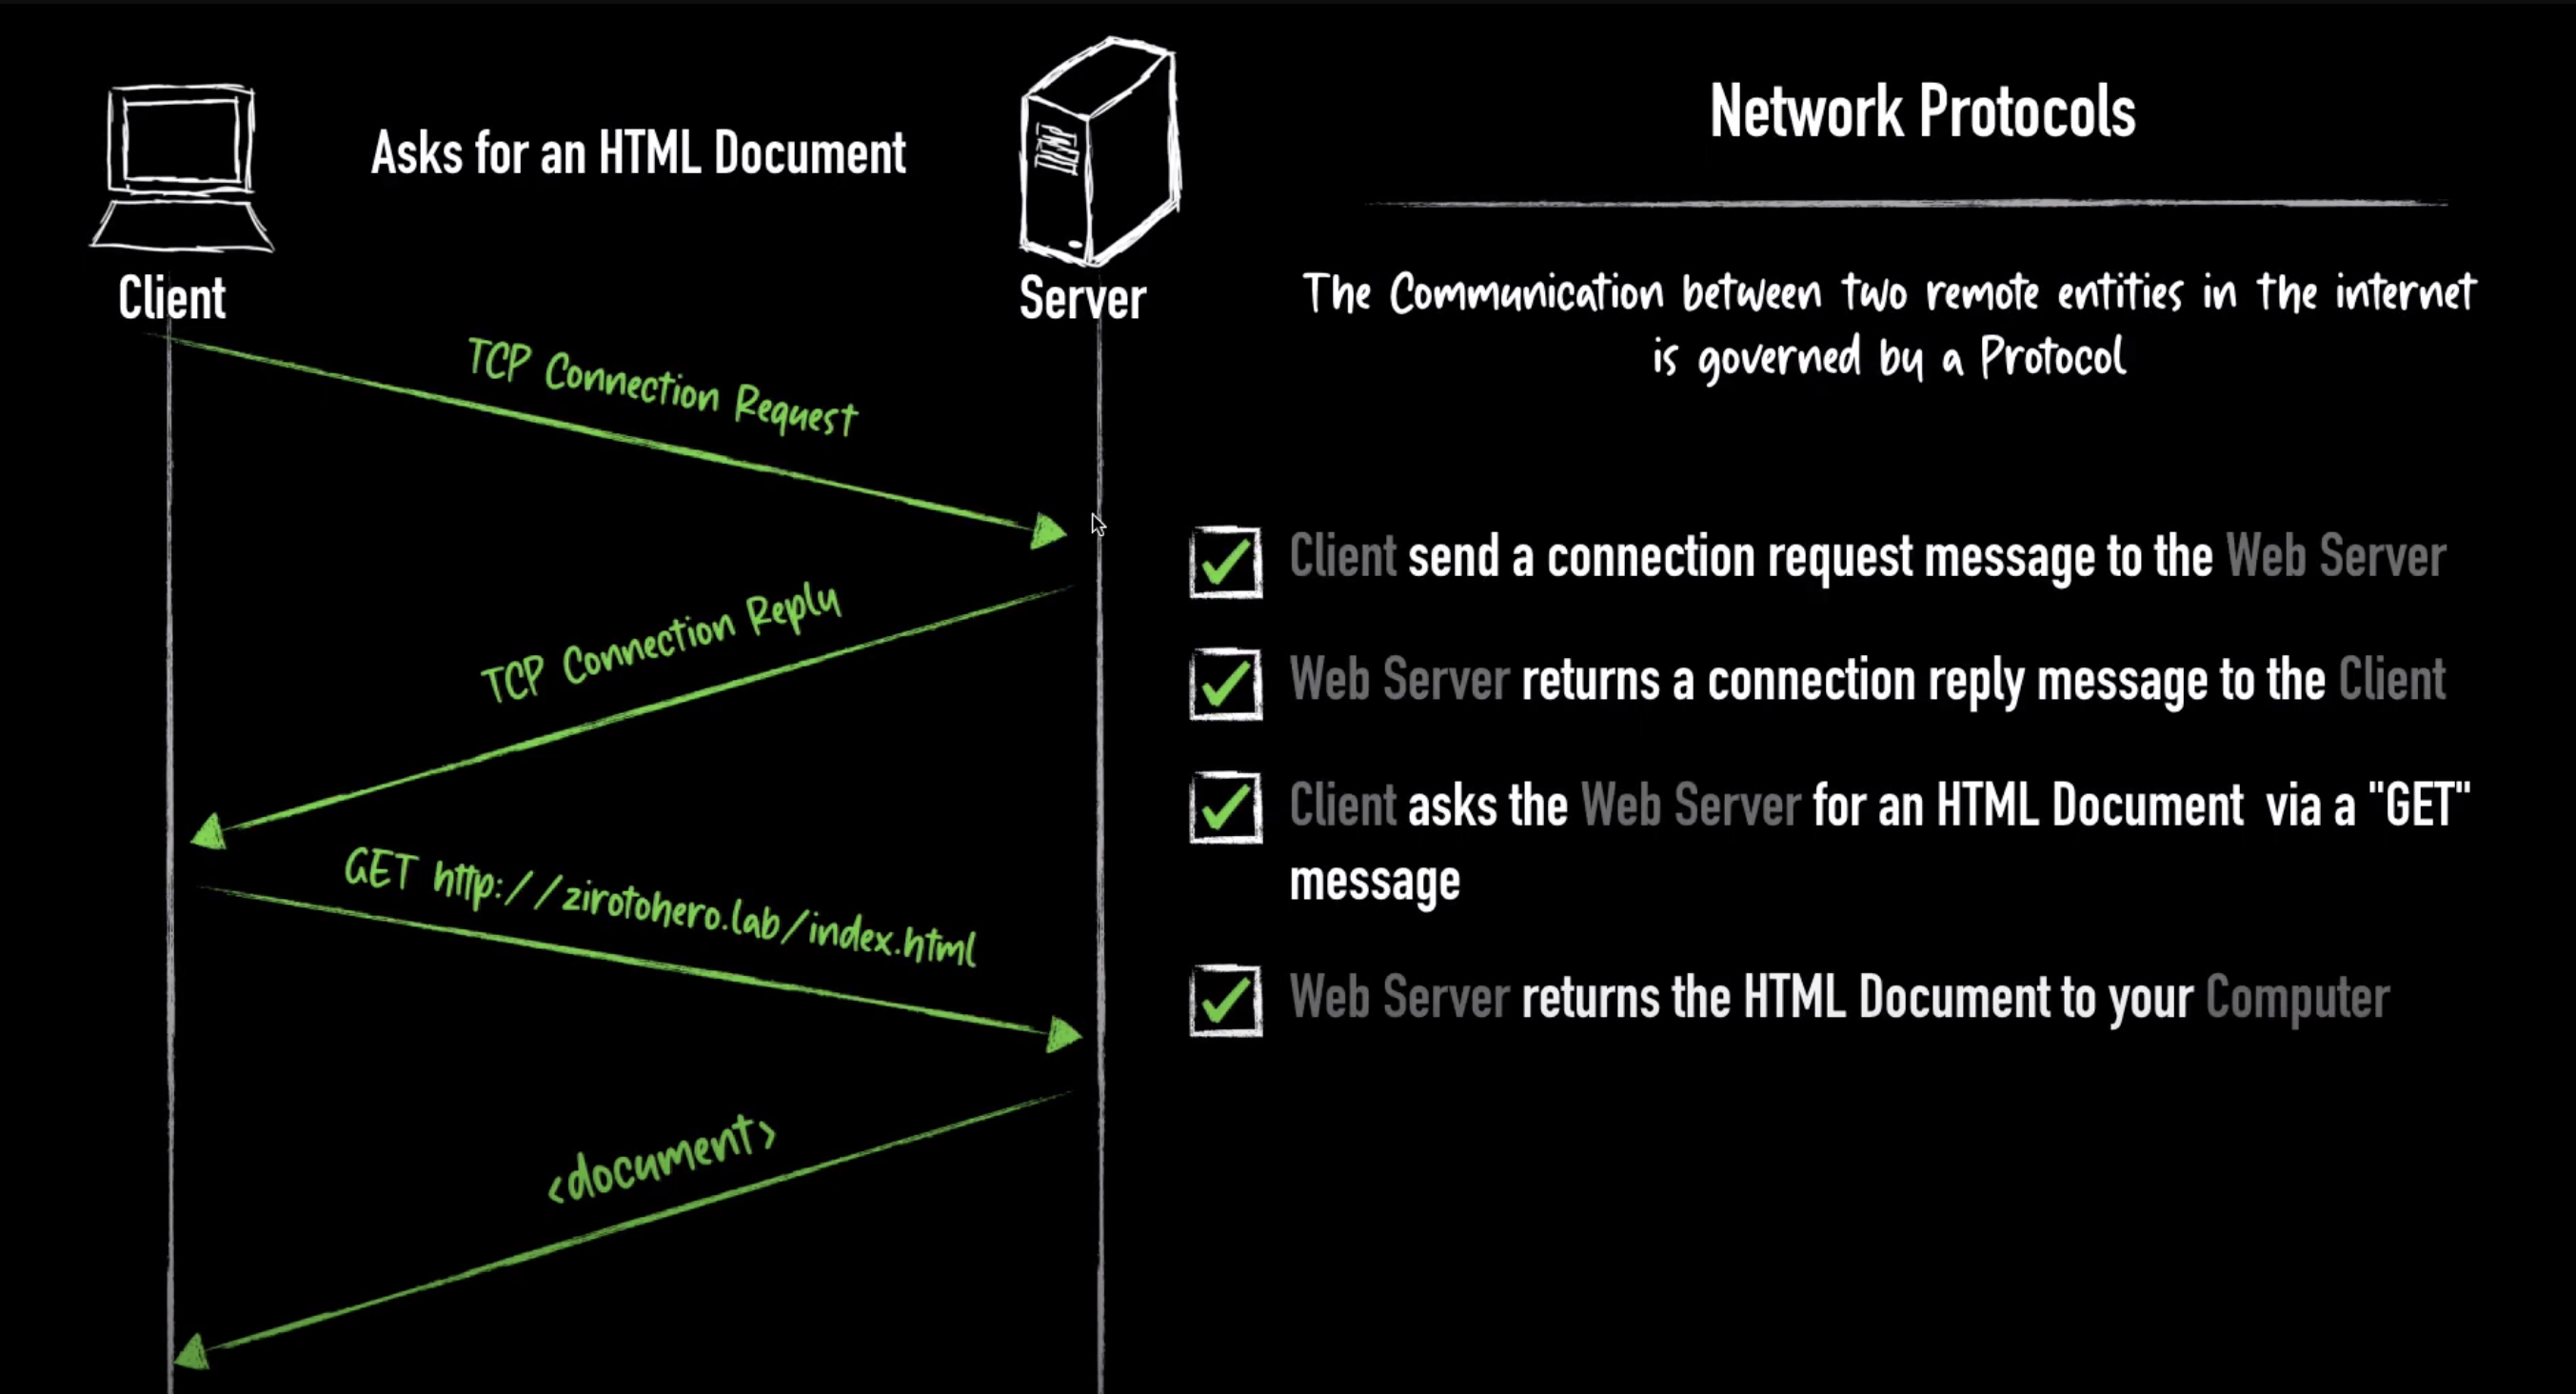 Asks for an HTML Document
Client
Server
TCP Connection Request
TCP Connection Reply
GET http://zirotohero.lab/index.html
<document>
Network Protocols
The Communication between two remote entities in the internet
is governed by a Protocol
Client send a connection request message to the Web Server
Web Server returns a connection reply message to the Client
Client asks the Web Server for an HTML Document via a "GET"
message
Web Server returns the HTML Document to your Computer